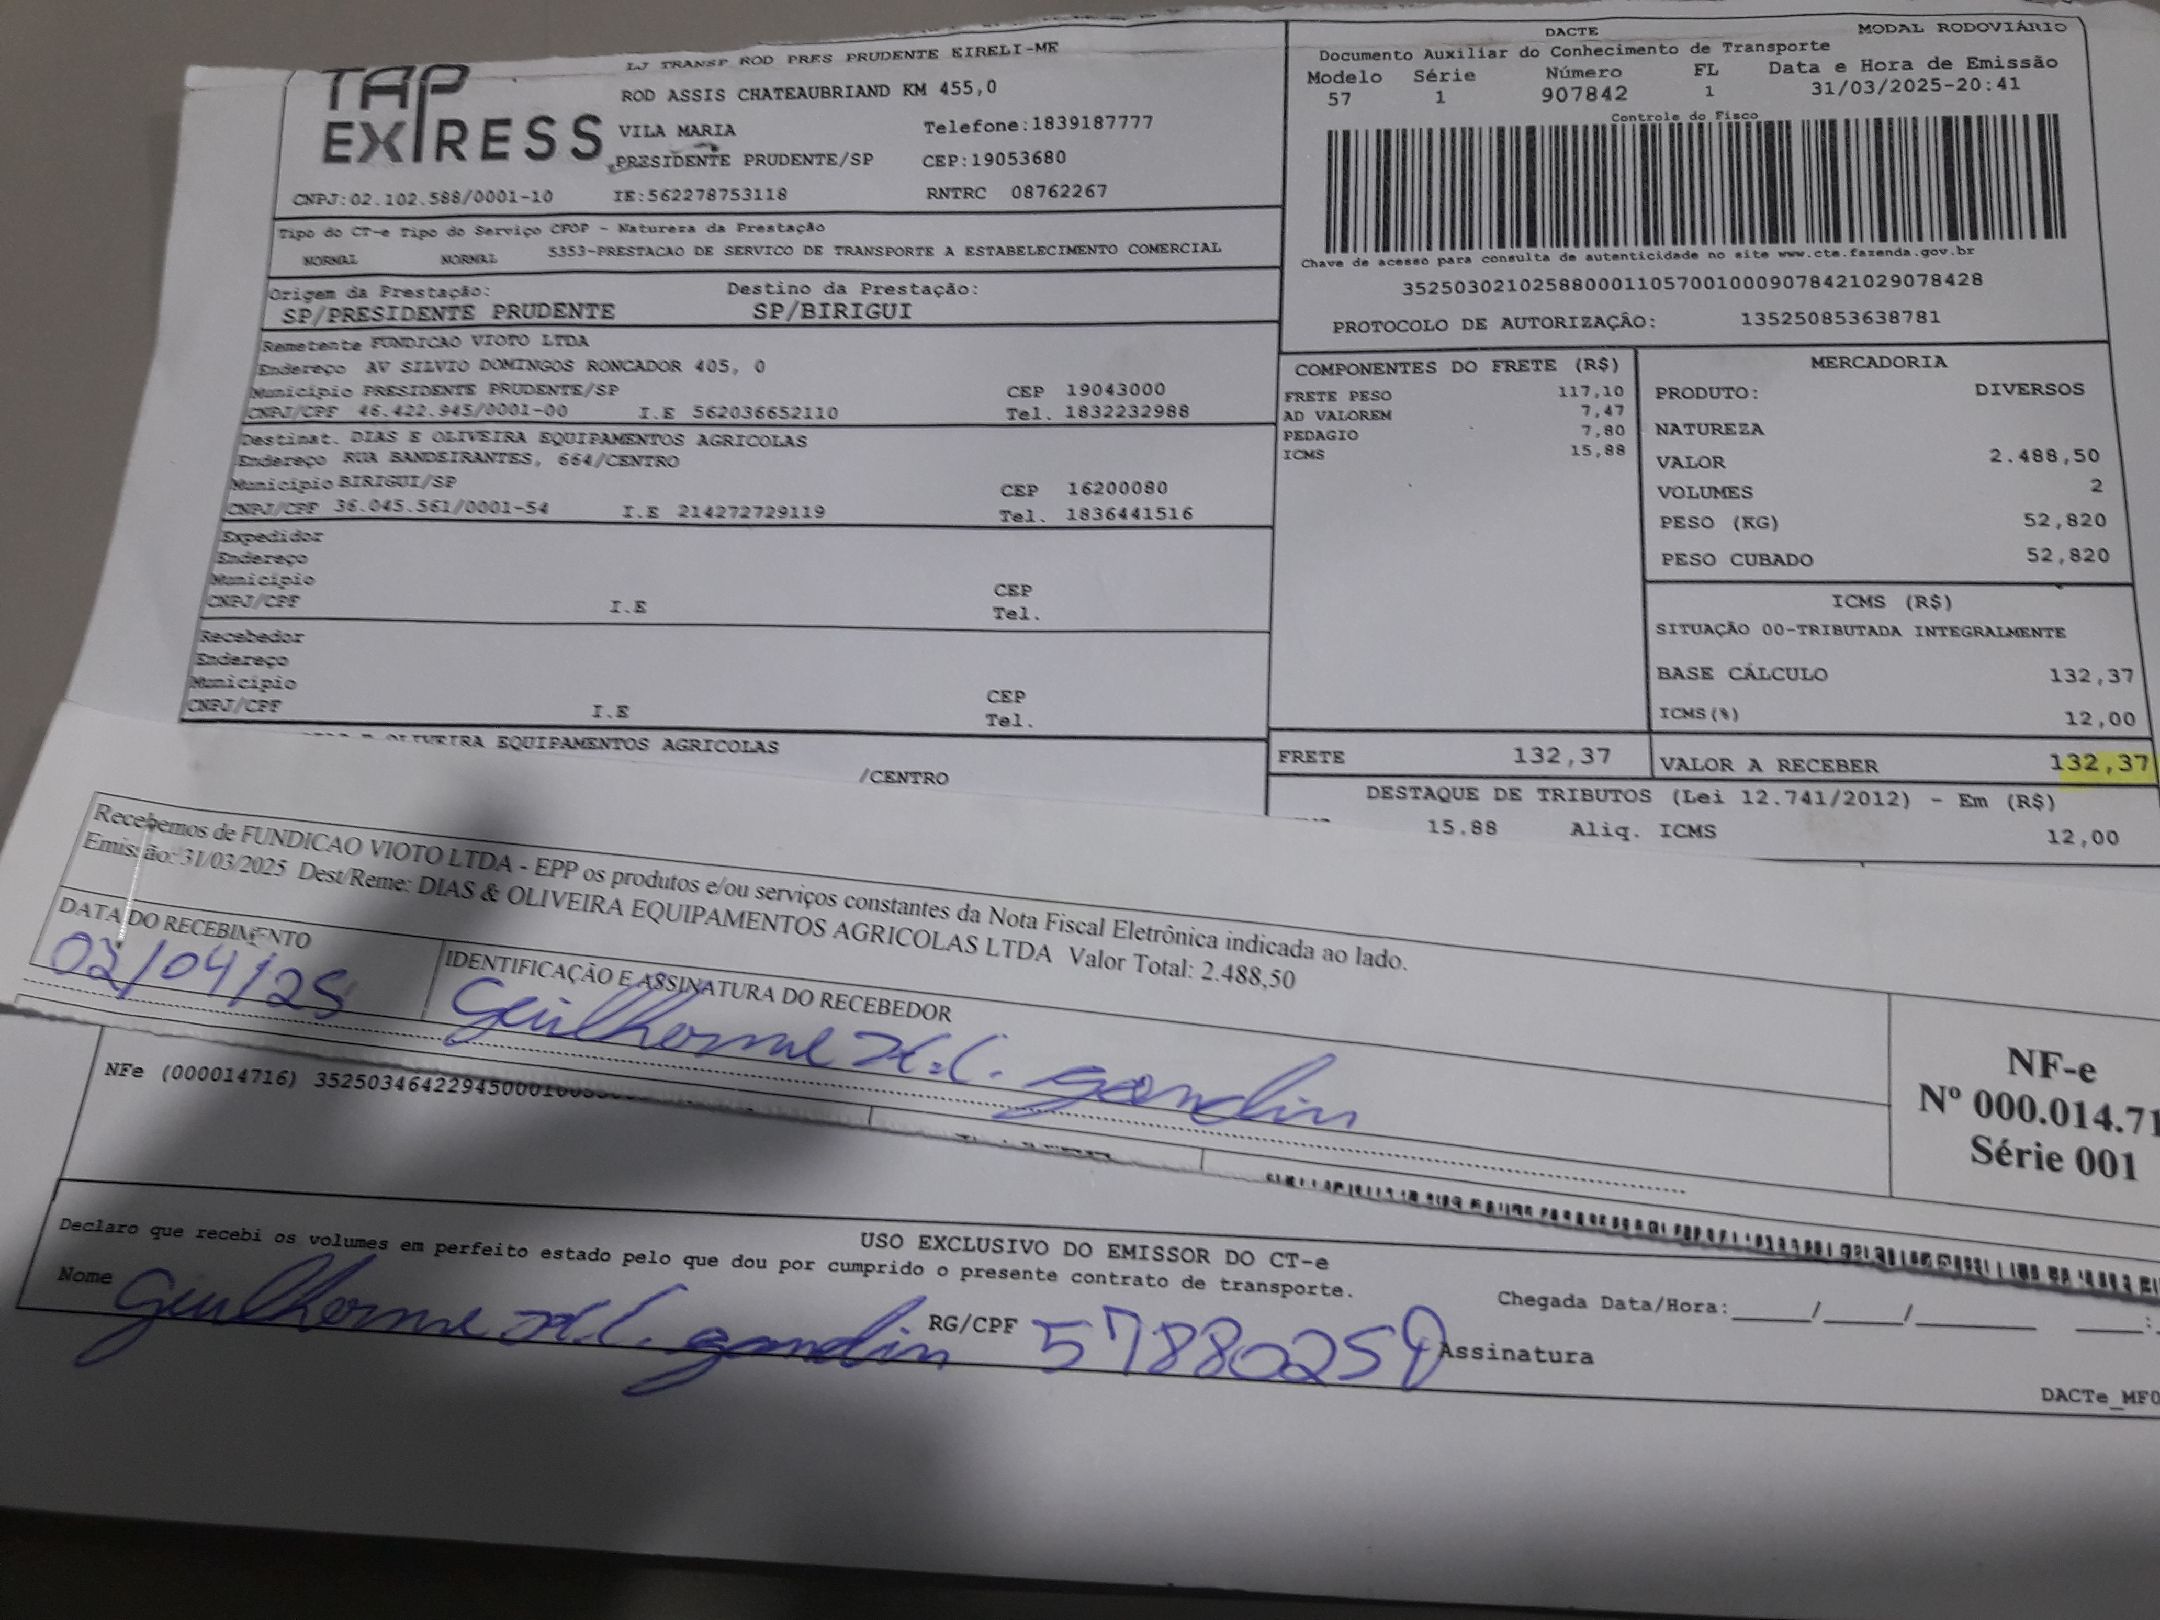 TAP EXPRESS
LJ TRANSP ROD PRES PRUDENTE EIRELI-ME
ROD ASSIS CHATEAUBRIAND KM 455,0
VILA MARIA Telefone:1839187777
PRESIDENTE PRUDENTE/SP CEP:19053680
CNPJ:02.102.588/0001-10 IE:562278753118 RNTRC 08762267
DACTE MODAL RODOVIÁRIO
Documento Auxiliar do Conhecimento de Transporte
Modelo Série Número FL Data e Hora de Emissão
57 1 907842 1 31/03/2025-20:41
Controle do Fisco
Chave de acesso para consulta de autenticidade no site www.cte.fazenda.gov.br
35250302102588000110570010009078421029078428
PROTOCOLO DE AUTORIZAÇÃO: 135250853638781
Tipo do CT-e Tipo do Serviço CFOP - Natureza da Prestação
NORMAL NORMAL 5353-PRESTACAO DE SERVICO DE TRANSPORTE A ESTABELECIMENTO COMERCIAL
Origem da Prestação: Destino da Prestação:
SP/PRESIDENTE PRUDENTE SP/BIRIGUI
Remetente FUNDICAO VIOTO LTDA
Endereço AV SILVIO DOMINGOS RONCADOR 405, 0
Município PRESIDENTE PRUDENTE/SP CEP 19043000
CNPJ/CPF 46.422.945/0001-00 I.E 562036652110 Tel. 1832232988
Destinat. DIAS E OLIVEIRA EQUIPAMENTOS AGRICOLAS
Endereço RUA BANDEIRANTES, 664/CENTRO
Município BIRIGUI/SP CEP 16200080
CNPJ/CPF 36.045.561/0001-54 I.E 214272729119 Tel. 1836441516
Expedidor
Endereço
Município CEP
CNPJ/CPF I.E Tel.
Recebedor
Endereço
Município CEP
CNPJ/CPF I.E Tel.
E OLIVEIRA EQUIPAMENTOS AGRICOLAS
/CENTRO
COMPONENTES DO FRETE (R$)
FRETE PESO 117,10
AD VALOREM 7,47
PEDAGIO 7,80
ICMS 15,88
MERCADORIA
PRODUTO: DIVERSOS
NATUREZA
VALOR 2.488,50
VOLUMES 2
PESO (KG) 52,820
PESO CUBADO 52,820
ICMS (R$)
SITUAÇÃO 00-TRIBUTADA INTEGRALMENTE
BASE CÁLCULO 132,37
ICMS(%) 12,00
FRETE 132,37 VALOR A RECEBER 132,37
DESTAQUE DE TRIBUTOS (Lei 12.741/2012) - Em (R$)
15.88 Aliq. ICMS 12,00
Recebemos de FUNDICAO VIOTO LTDA - EPP os produtos e/ou serviços constantes da Nota Fiscal Eletrônica indicada ao lado.
Emissão: 31/03/2025 Dest/Reme: DIAS & OLIVEIRA EQUIPAMENTOS AGRICOLAS LTDA Valor Total: 2.488,50
DATA DO RECEBIMENTO IDENTIFICAÇÃO E ASSINATURA DO RECEBEDOR
02/04/25 Guilherme H.C. gandin
NF-e
Nº 000.014.71
Série 001
NFe (000014716) 352503464229450001
USO EXCLUSIVO DO EMISSOR DO CT-e
Declaro que recebi os volumes em perfeito estado pelo que dou por cumprido o presente contrato de transporte.
Nome Guilherme H.C. gandin RG/CPF 578802589 Assinatura
Chegada Data/Hora:____/____/______ ___:
DACTe_MF0